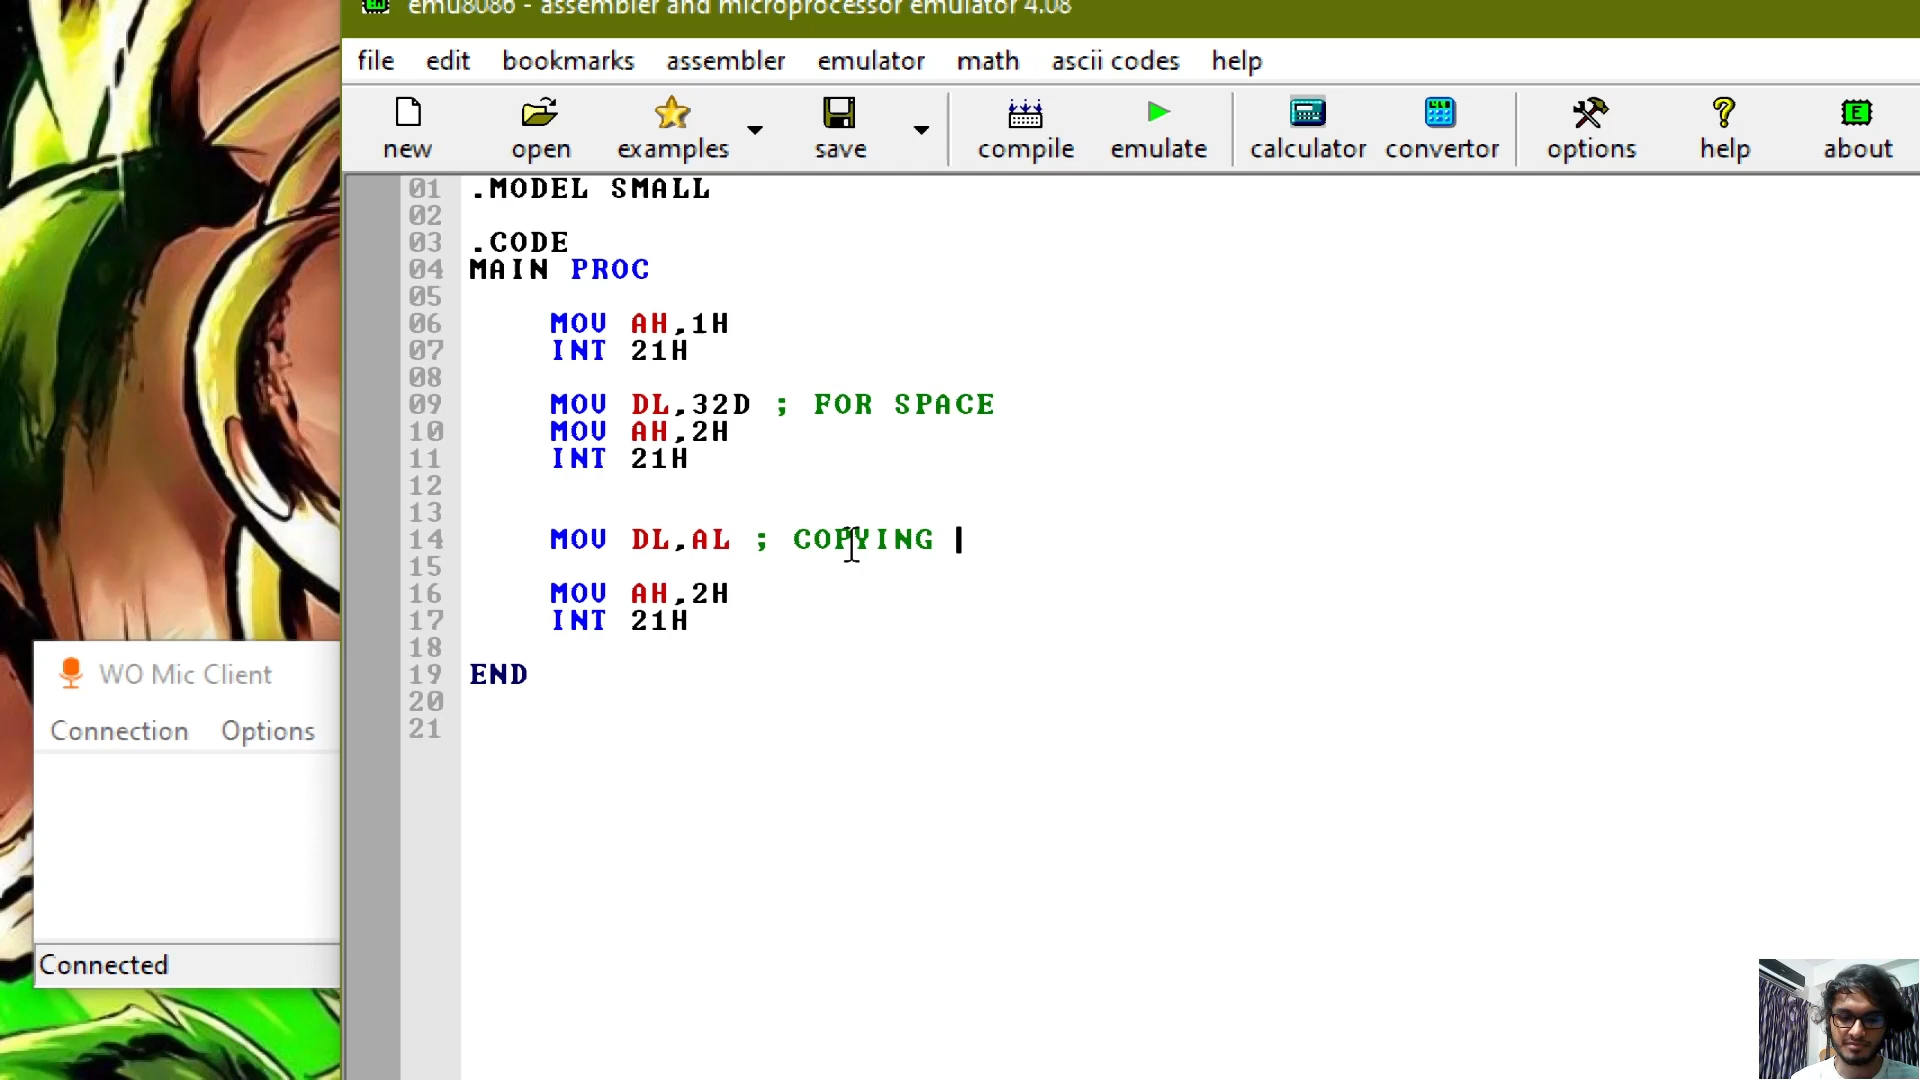 emu8086 - assembler and microprocessor emulator 4.08
file edit bookmarks assembler emulator math ascii codes help
new open examples save compile emulate calculator convertor options help about
01 .MODEL SMALL
02
03 .CODE
04 MAIN PROC
05
06 MOV AH,1H
07 INT 21H
08
09 MOV DL,32D ; FOR SPACE
10 MOV AH,2H
11 INT 21H
12
13
14 MOV DL,AL ; COPYING
15
16 MOV AH,2H
17 INT 21H
18
19 END
20
21
WO Mic Client
Connection Options
Connected